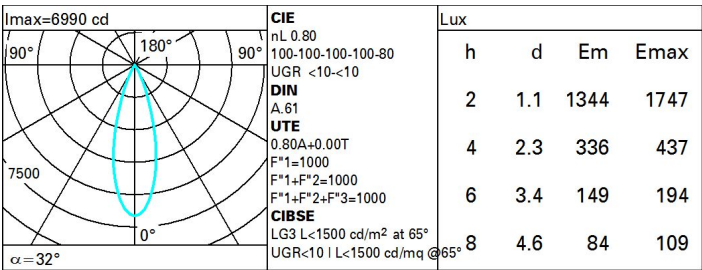 Imax=6990 cd
90° 180° 90°
7500
0°
α=32°
CIE
nL 0.80
100-100-100-100-80
UGR <10-<10
DIN
A.61
UTE
0.80A+0.00T
F"1=1000
F"1+F"2=1000
F"1+F"2+F"3=1000
CIBSE
LG3 L<1500 cd/m² at 65°
UGR<10 | L<1500 cd/mq @65°
Lux
h d Em Emax
2 1.1 1344 1747
4 2.3 336 437
6 3.4 149 194
8 4.6 84 109